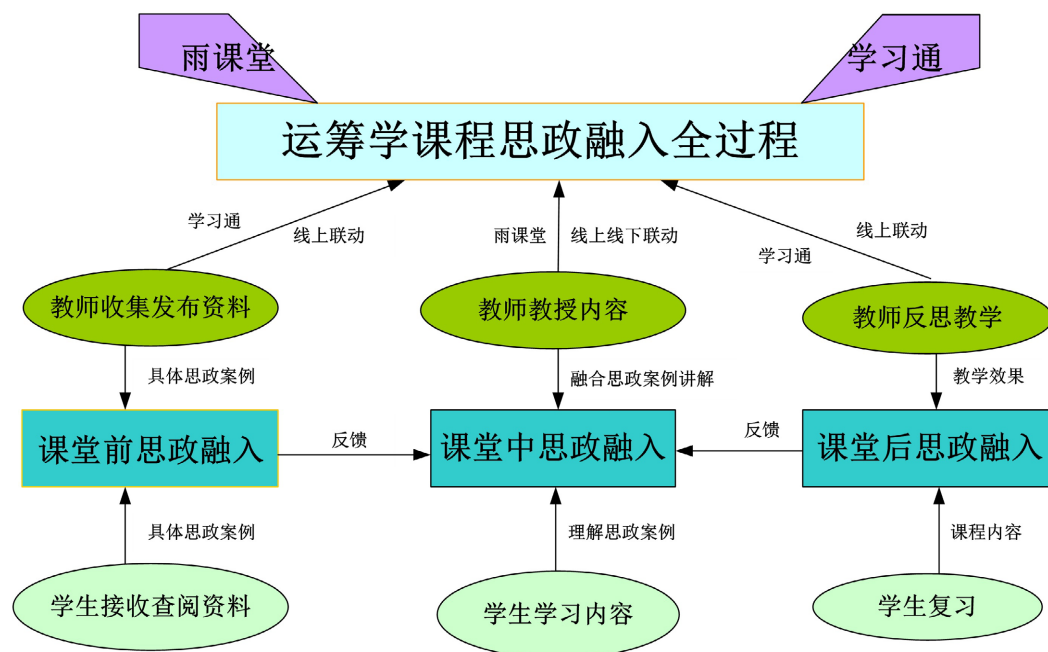 雨课堂
学习通
运筹学课程思政融入全过程
学习通
线上联动
雨课堂
线上线下联动
线上联动
学习通
教师收集发布资料
教师教授内容
教师反思教学
具体思政案例
融合思政案例讲解
教学效果
课堂前思政融入
反馈
课堂中思政融入
反馈
课堂后思政融入
具体思政案例
理解思政案例
课程内容
学生接收查阅资料
学生学习内容
学生复习